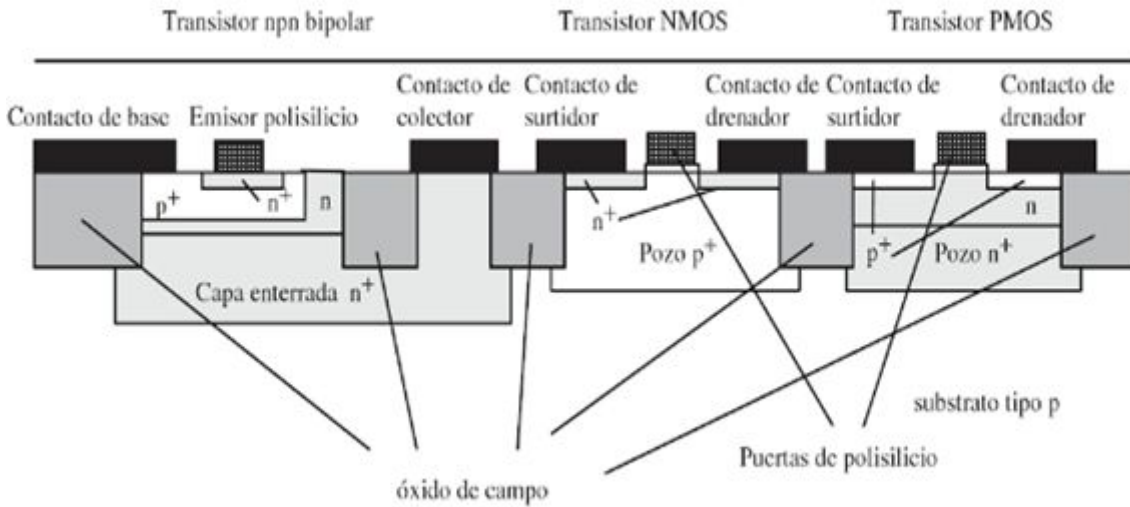 Transistor npn bipolar
Transistor NMOS
Transistor PMOS
Contacto de base
Emisor polisilicio
Contacto de
colector
Contacto de
surtidor
Contacto de
drenador
Contacto de
surtidor
Contacto de
drenador
p+
n+
n
n+
Pozo p+
p+
n
Pozo n+
Capa enterrada n+
substrato tipo p
Puertas de polisilicio
óxido de campo